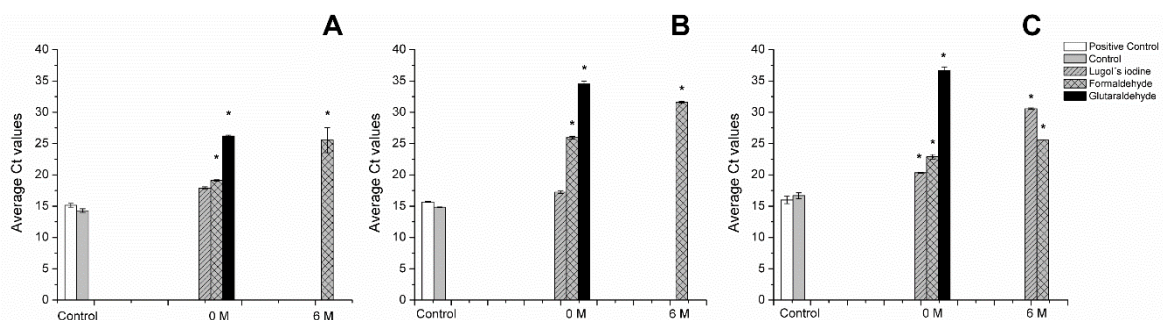 A
Average Ct values
40
35
30
25
20
15
10
5
0
*
*
*
Control
0 M
6 M
B
Average Ct values
40
35
30
25
20
15
10
5
0
*
*
*
Control
0 M
6 M
C
Average Ct values
40
35
30
25
20
15
10
5
0
*
*
*
*
*
Control
0 M
6 M
Positive Control
Control
Lugol´s iodine
Formaldehyde
Glutaraldehyde